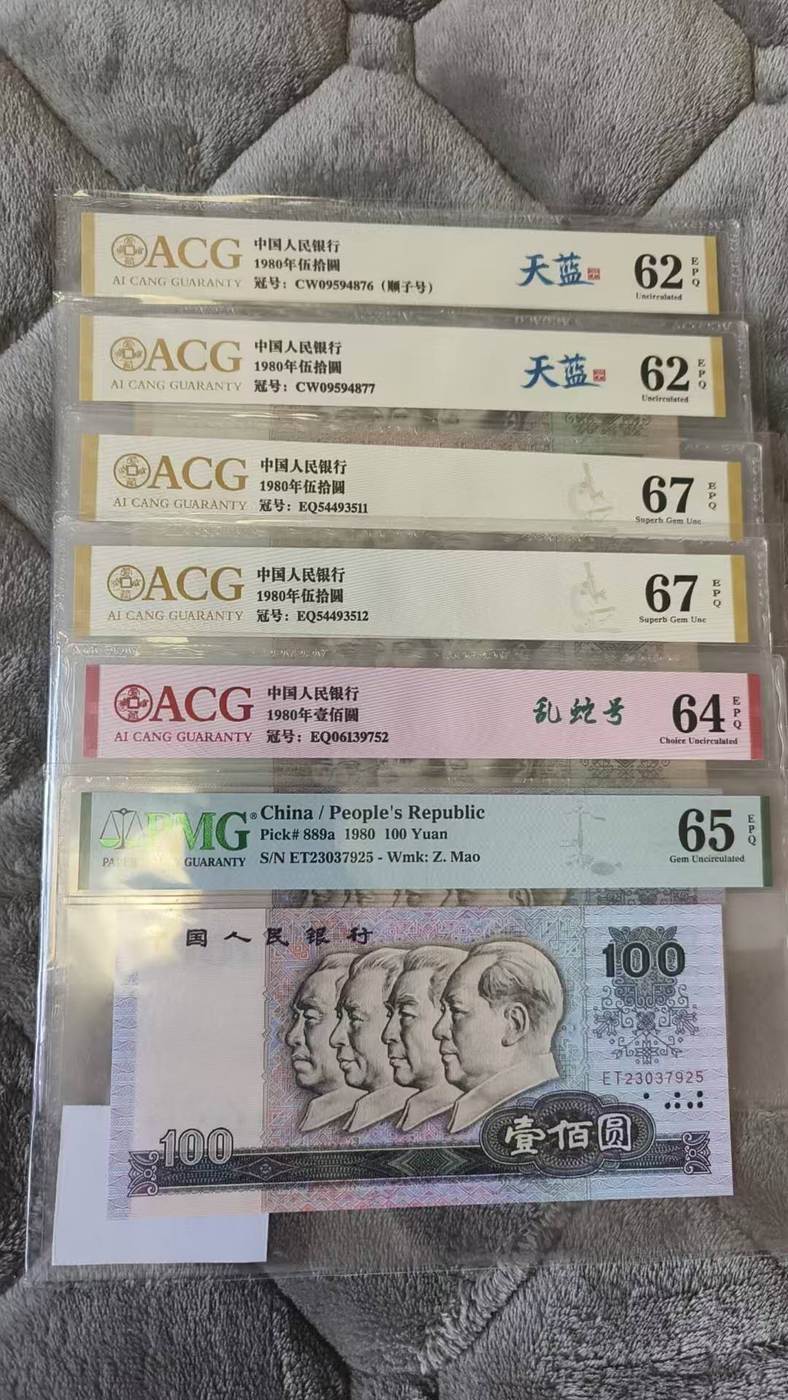 ACG
AI CANG GUARANTY
中国人民银行
1980年伍拾圆
冠号：CW09594876（顺子号）
天蓝
62
EPQ
Uncirculated
ACG
AI CANG GUARANTY
中国人民银行
1980年伍拾圆
冠号：CW09594877
天蓝
62
EPQ
Uncirculated
ACG
AI CANG GUARANTY
中国人民银行
1980年伍拾圆
冠号：EQ54493511
67
EPQ
Superb Gem Unc
ACG
AI CANG GUARANTY
中国人民银行
1980年伍拾圆
冠号：EQ54493512
67
EPQ
Superb Gem Unc
ACG
AI CANG GUARANTY
中国人民银行
1980年壹佰圆
冠号：EQ06139752
乱蛇号
64
EPQ
Choice Uncirculated
PMG
GUARANTY
China / People's Republic
Pick# 889a 1980 100 Yuan
S/N ET23037925 - Wmk: Z. Mao
65
EPQ
Gem Uncirculated
国人民银行
100
ET23037925
100
壹佰圆